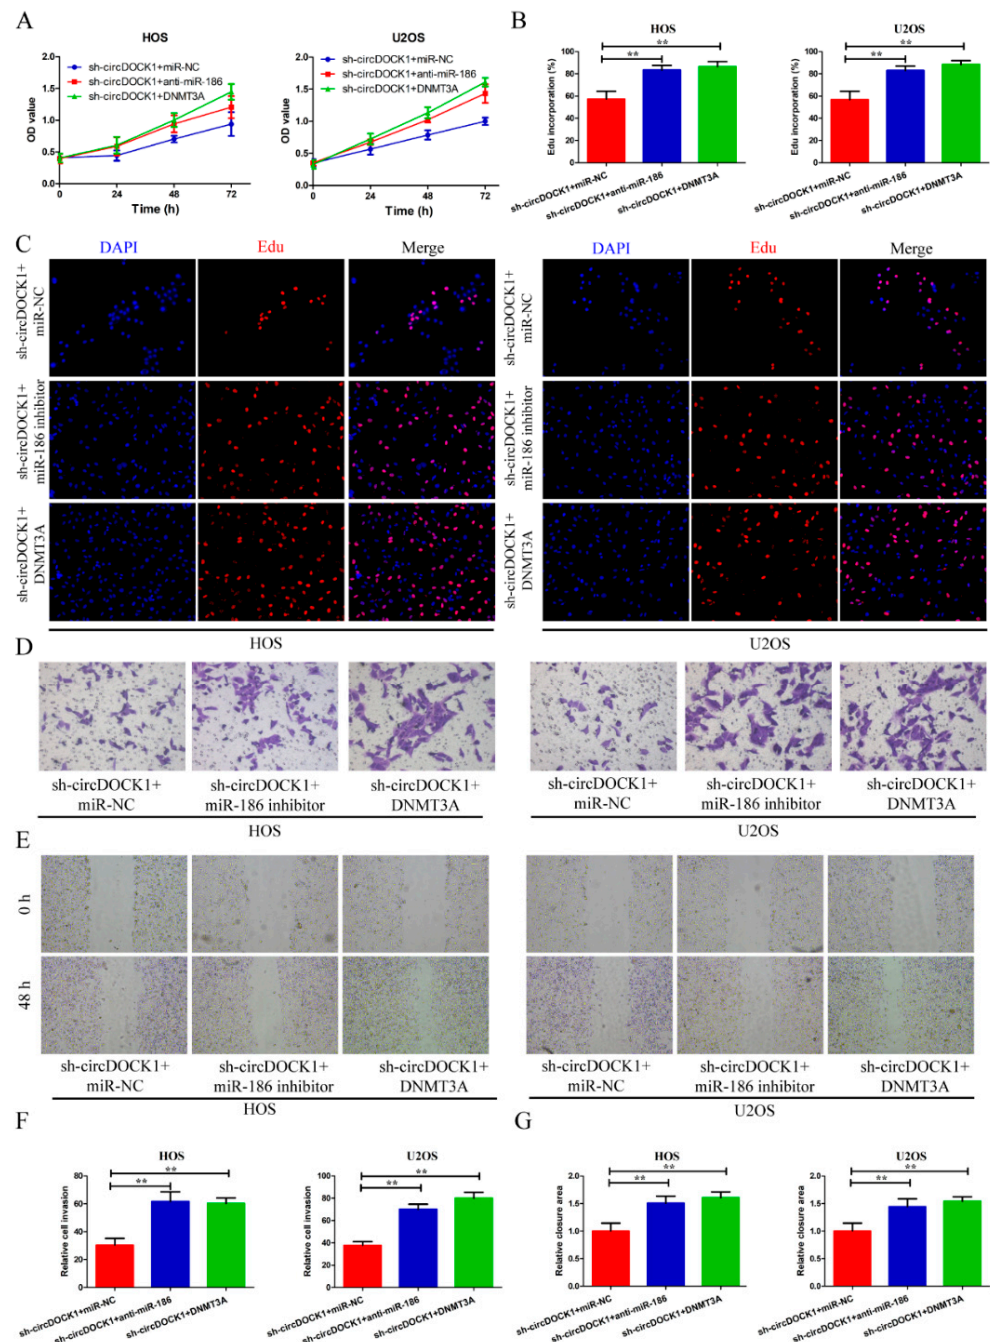 A
HOS
sh-circDOCK1+miR-NC
sh-circDOCK1+anti-miR-186
sh-circDOCK1+DNMT3A
OD value
2.0
1.5
1.0
0.5
0.0
0 24 48 72
Time (h)
U2OS
sh-circDOCK1+miR-NC
sh-circDOCK1+anti-miR-186
sh-circDOCK1+DNMT3A
OD value
2.0
1.5
1.0
0.5
0.0
0 24 48 72
Time (h)
B
HOS
Edu incorporation (%)
100
80
60
40
20
0
**
**
sh-circDOCK1+miR-NC
sh-circDOCK1+anti-miR-186
sh-circDOCK1+DNMT3A
U2OS
Edu incorporation (%)
100
80
60
40
20
0
**
**
sh-circDOCK1+miR-NC
sh-circDOCK1+anti-miR-186
sh-circDOCK1+DNMT3A
C
DAPI Edu Merge
sh-circDOCK1+
miR-NC
sh-circDOCK1+
miR-186 inhibitor
sh-circDOCK1+
DNMT3A
HOS
DAPI Edu Merge
sh-circDOCK1+
miR-NC
sh-circDOCK1+
miR-186 inhibitor
sh-circDOCK1+
DNMT3A
U2OS
D
sh-circDOCK1+
miR-NC
sh-circDOCK1+
miR-186 inhibitor
sh-circDOCK1+
DNMT3A
HOS
sh-circDOCK1+
miR-NC
sh-circDOCK1+
miR-186 inhibitor
sh-circDOCK1+
DNMT3A
U2OS
E
0 h
48 h
sh-circDOCK1+
miR-NC
sh-circDOCK1+
miR-186 inhibitor
sh-circDOCK1+
DNMT3A
HOS
sh-circDOCK1+
miR-NC
sh-circDOCK1+
miR-186 inhibitor
sh-circDOCK1+
DNMT3A
U2OS
F
HOS
Relative cell invasion
80
60
40
20
0
**
**
sh-circDOCK1+miR-NC
sh-circDOCK1+anti-miR-186
sh-circDOCK1+DNMT3A
U2OS
Relative cell invasion
100
80
60
40
20
0
**
**
sh-circDOCK1+miR-NC
sh-circDOCK1+anti-miR-186
sh-circDOCK1+DNMT3A
G
HOS
Relative closure area
2.0
1.5
1.0
0.5
0.0
**
**
sh-circDOCK1+miR-NC
sh-circDOCK1+anti-miR-186
sh-circDOCK1+DNMT3A
U2OS
Relative closure area
**
**
sh-circDOCK1+miR-NC
sh-circDOCK1+anti-miR-186
sh-circDOCK1+DNMT3A